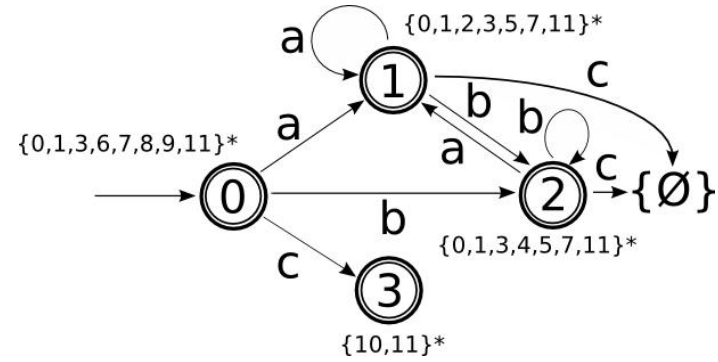 {0,1,2,3,5,7,11}*
a
1
c
b
a
b
{0,1,3,6,7,8,9,11}*
a
0
b
2
c
{Ø}
{0,1,3,4,5,7,11}*
c
3
{10,11}*